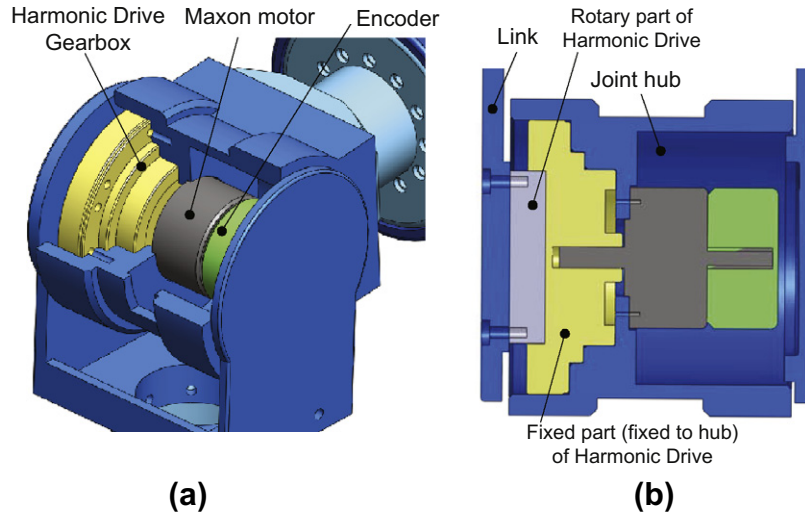 Harmonic Drive
Gearbox
Maxon motor
Encoder
Link
Rotary part of
Harmonic Drive
Joint hub
Fixed part (fixed to hub)
of Harmonic Drive
(a)
(b)